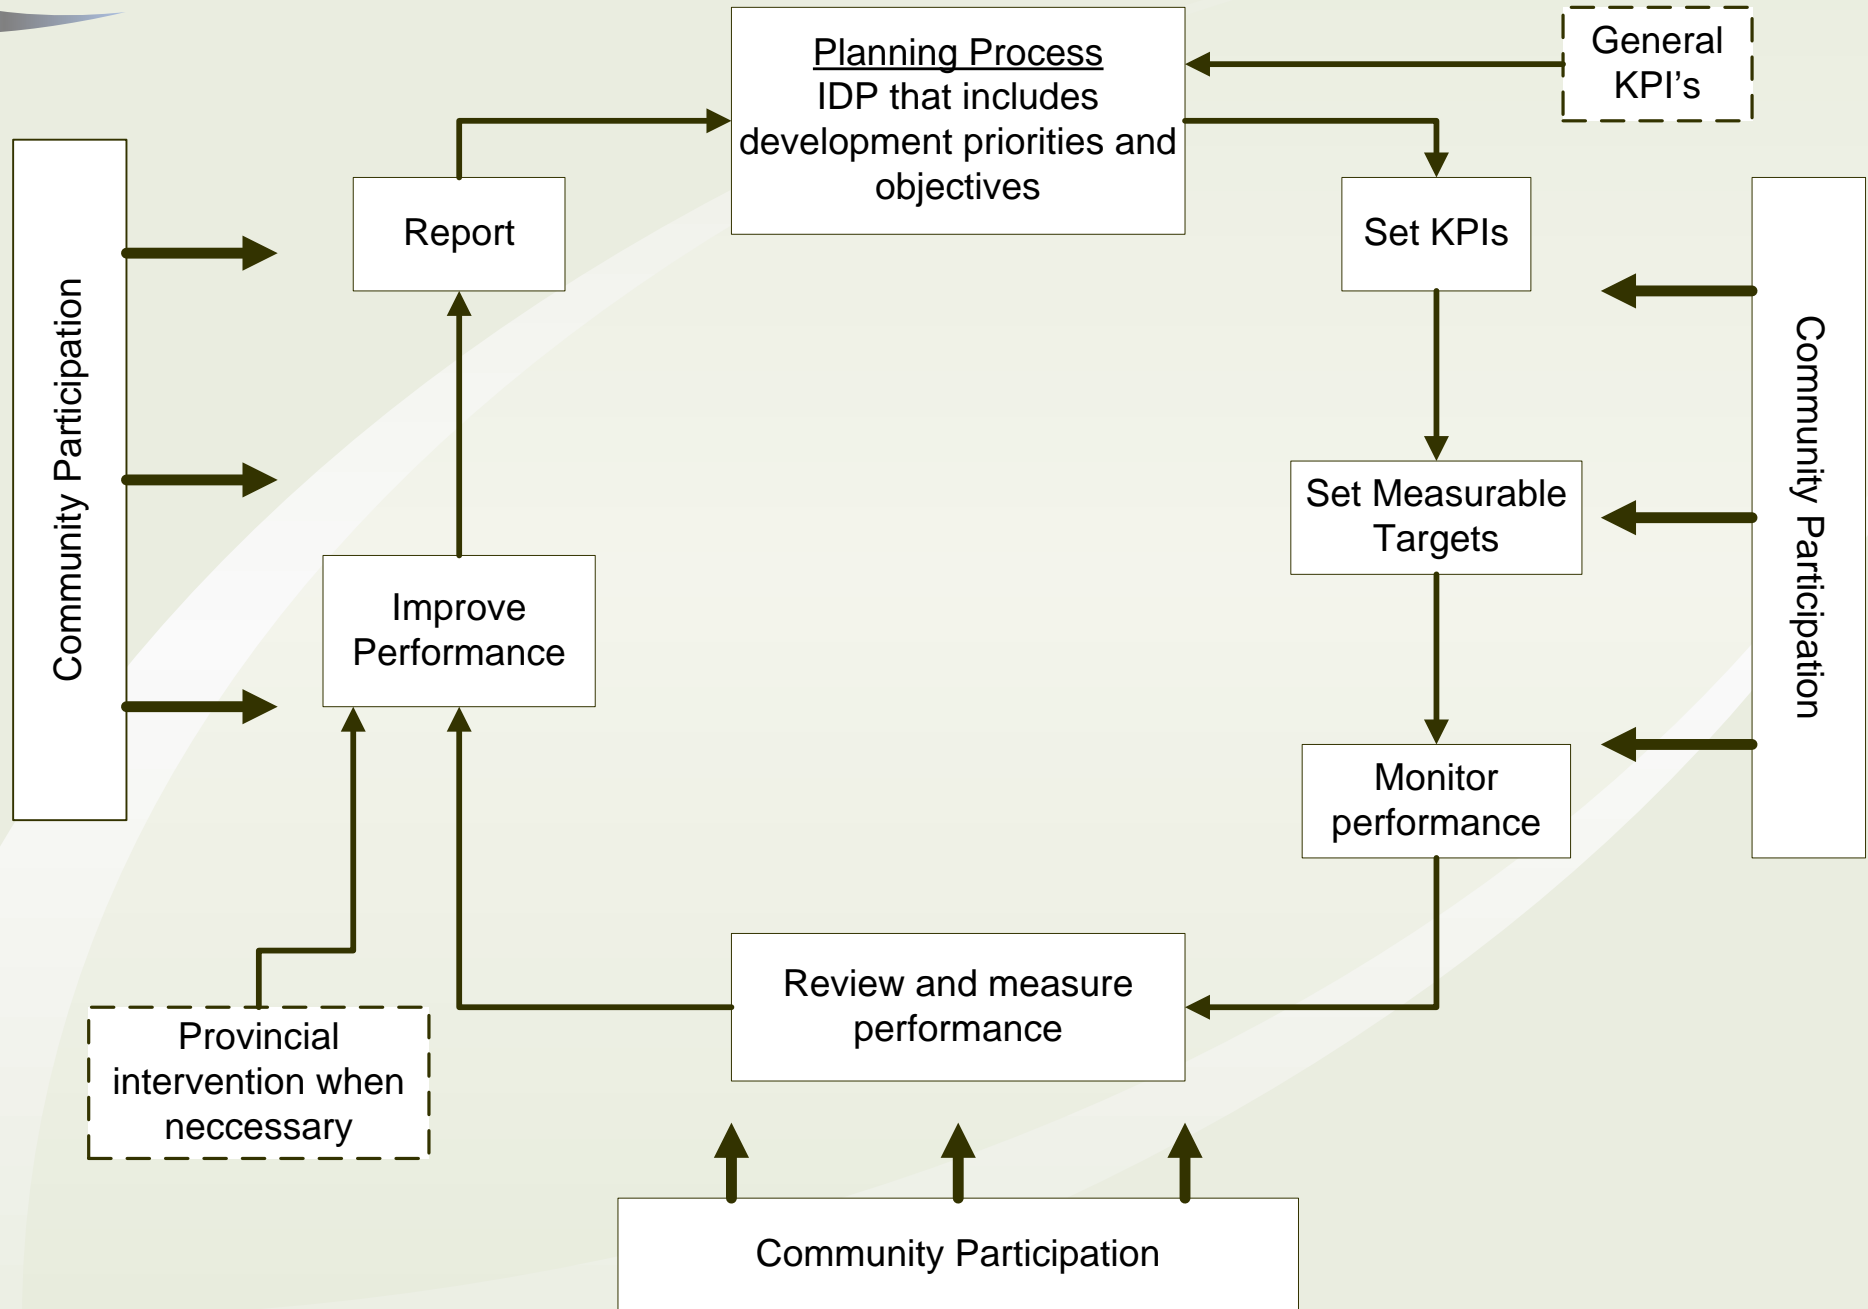 Planning Process
IDP that includes
development priorities and
objectives
General
KPI's
Report
Set KPIs
Community Participation
Community Participation
Set Measurable
Targets
Improve
Performance
Monitor
performance
Review and measure
performance
Provincial
intervention when
neccessary
Community Participation